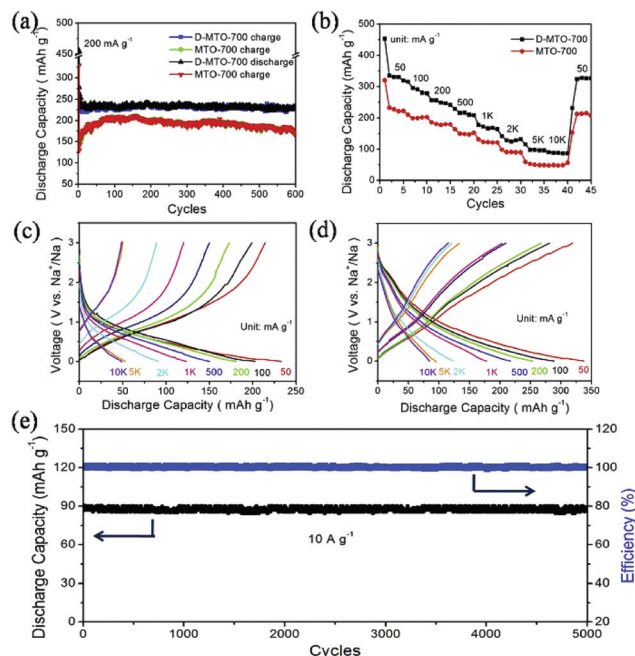 (a)
200 mA g⁻¹
D-MTO-700 charge
MTO-700 charge
D-MTO-700 discharge
MTO-700 charge
450
400
350
300
250
200
150
100
50
0 100 200 300 400 500 600
Cycles
Discharge Capacity (mAh g⁻¹)
(b)
unit: mA g⁻¹
D-MTO-700
MTO-700
50
100
200
500
1K
2K
5K 10K
50
500
400
300
200
100
0
0 5 10 15 20 25 30 35 40 45
Cycles
Discharge Capacity (mAh g⁻¹)
(c)
Unit: mA g⁻¹
10K 5K 2K 1K 500 200 100 50
3
2
1
0
0 50 100 150 200 250
Discharge Capacity ( mAh g⁻¹)
Voltage ( V vs. Na⁺/Na)
(d)
Unit: mA g⁻¹
10K 5K 2K 1K 500 200 100 50
3
2
1
0
0 50 100 150 200 250 300 350
Discharge Capacity ( mAh g⁻¹)
Voltage ( V vs. Na⁺/Na)
(e)
10 A g⁻¹
150
120
90
60
30
0
120
100
80
60
40
20
0 1000 2000 3000 4000 5000
Cycles
Discharge Capacity (mAh g⁻¹)
Efficiency (%)